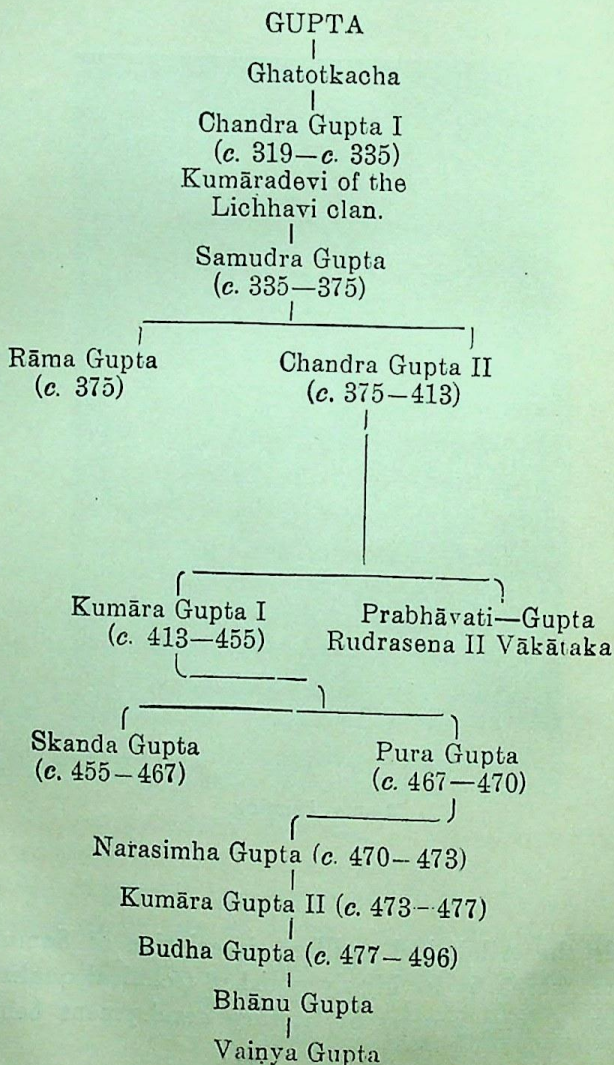 GUPTA
Ghatotkacha
Chandra Gupta I
(c. 319—c. 335)
Kumāradevi of the
Lichhavi clan.
Samudra Gupta
(c. 335—375)
Rāma Gupta
(c. 375)
Chandra Gupta II
(c. 375—413)
Kumāra Gupta I
(c. 413—455)
Prabhāvati—Gupta
Rudrasena II Vākātaka
Skanda Gupta
(c. 455—467)
Pura Gupta
(c. 467—470)
Narasimha Gupta (c. 470—473)
Kumāra Gupta II (c. 473—477)
Budha Gupta (c. 477—496)
Bhānu Gupta
Vaiṇya Gupta